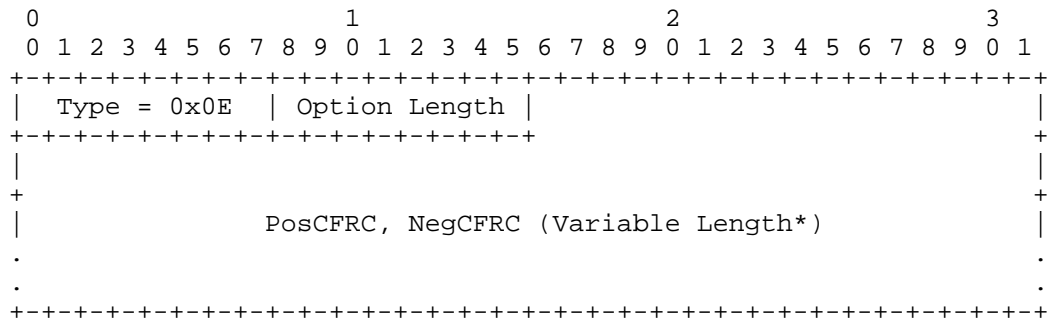 0                   1                   2                   3
 0 1 2 3 4 5 6 7 8 9 0 1 2 3 4 5 6 7 8 9 0 1 2 3 4 5 6 7 8 9 0 1
+-+-+-+-+-+-+-+-+-+-+-+-+-+-+-+-+-+-+-+-+-+-+-+-+-+-+-+-+-+-+-+-+
|  Type = 0x0E  | Option Length |                               |
+-+-+-+-+-+-+-+-+-+-+-+-+-+-+-+-+                               +
|                                                               |
+                                                               +
|               PosCFRC, NegCFRC (Variable Length*)             |
.                                                               .
.                                                               .
+-+-+-+-+-+-+-+-+-+-+-+-+-+-+-+-+-+-+-+-+-+-+-+-+-+-+-+-+-+-+-+-+